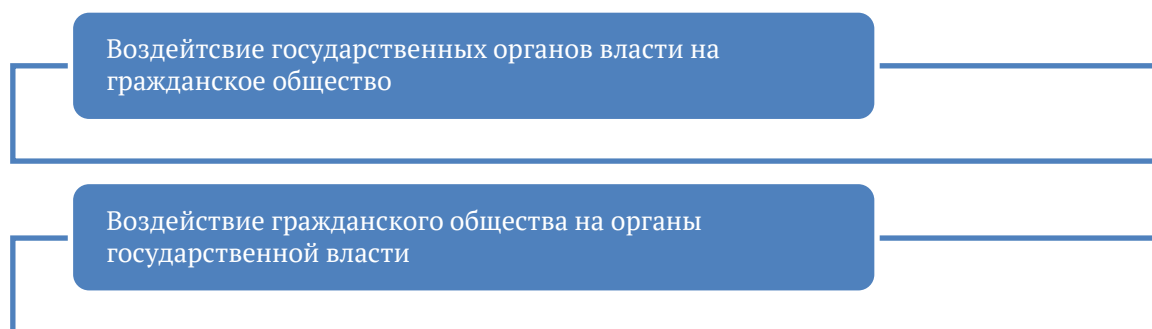 Воздейтсвие государственных органов власти на
гражданское общество
Воздействие гражданского общества на органы
государственной власти